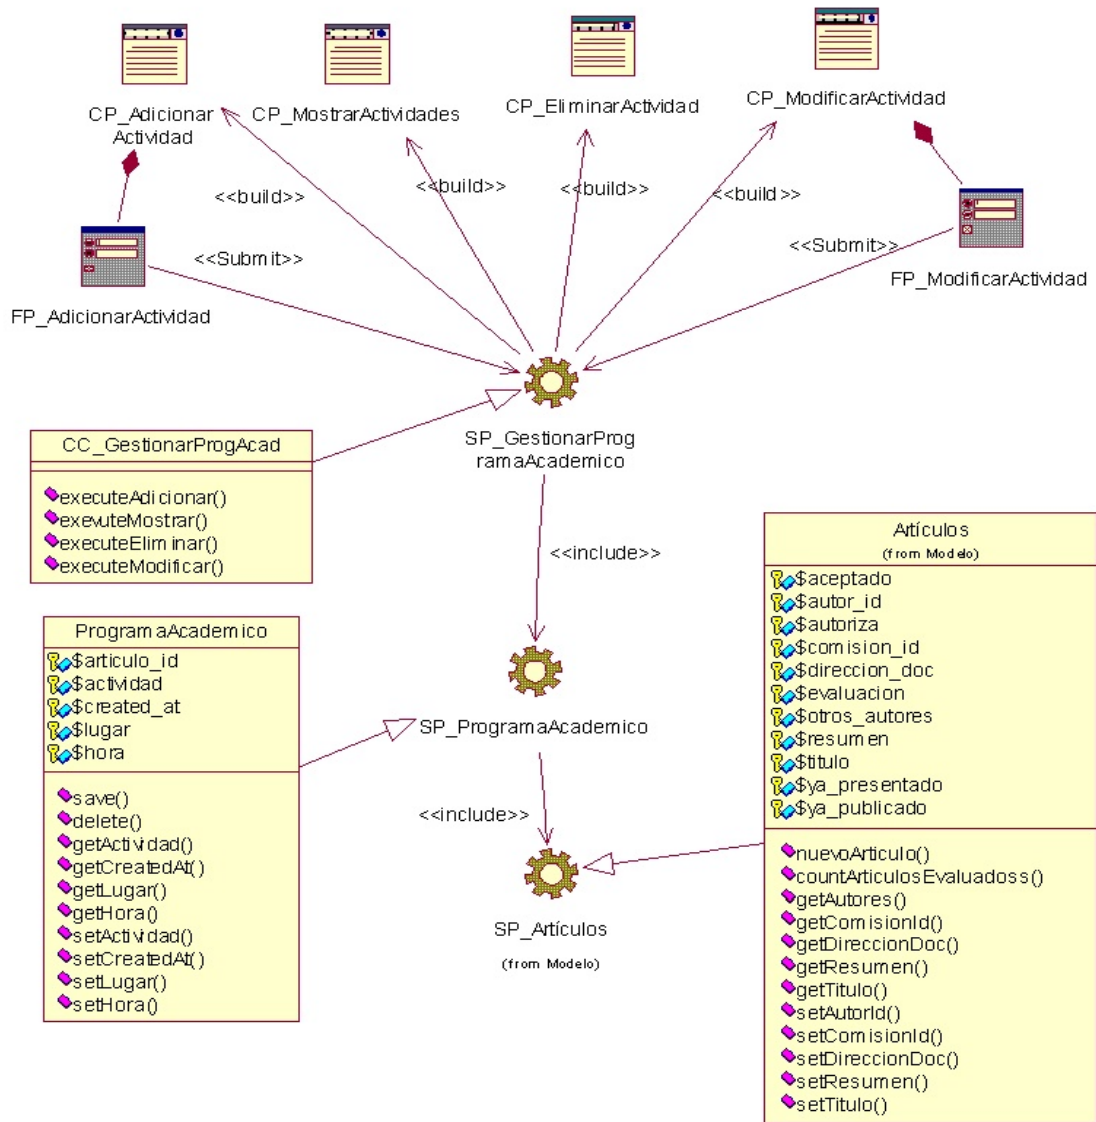 CP_Adicionar
Actividad
CP_MostrarActividades
CP_EliminarActividad
CP_ModificarActividad
<<build>>
<<build>>
<<build>>
<<build>>
<<Submit>>
<<Submit>>
FP_AdicionarActividad
FP_ModificarActividad
SP_GestionarProg
ramaAcademico
CC_GestionarProgAcad
executeAdicionar()
exevuteMostrar()
executeEliminar()
executeModificar()
<<include>>
ProgramaAcademico
$articulo_id
$actividad
$created_at
$lugar
$hora
save()
delete()
getActividad()
getCreatedAt()
getLugar()
getHora()
setActividad()
setCreatedAt()
setLugar()
setHora()
SP_ProgramaAcademico
<<include>>
SP_Artículos
(from Modelo)
Artículos
(from Modelo)
$aceptado
$autor_id
$autoriza
$comision_id
$direccion_doc
$evaluacion
$otros_autores
$resumen
$titulo
$ya_presentado
$ya_publicado
nuevoArticulo()
countArticulosEvaluadoss()
getAutores()
getComisionId()
getDireccionDoc()
getResumen()
getTitulo()
setAutorId()
setComisionId()
setDireccionDoc()
setResumen()
setTitulo()